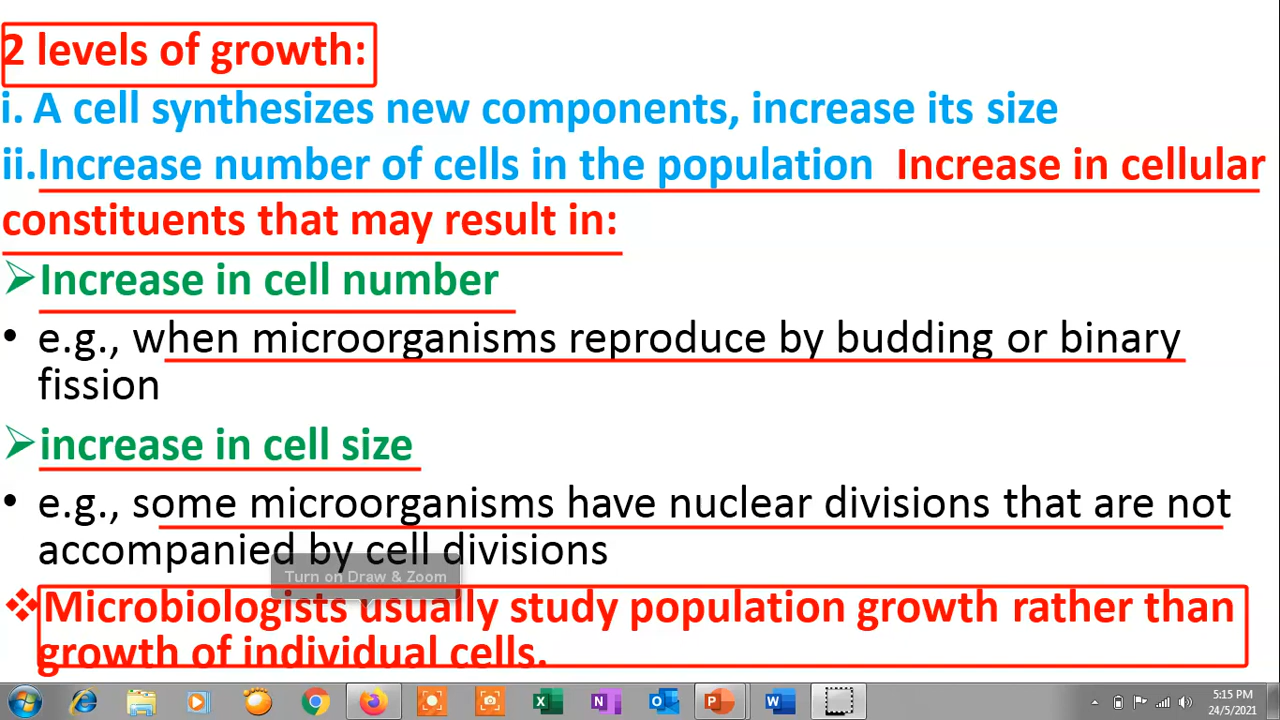 2 levels of growth:
i. A cell synthesizes new components, increase its size
ii.Increase number of cells in the population Increase in cellular
constituents that may result in:
➢Increase in cell number
• e.g., when microorganisms reproduce by budding or binary
fission
➢increase in cell size
• e.g., some microorganisms have nuclear divisions that are not
accompanied by cell divisions
Turn on Draw & Zoom
❖Microbiologists usually study population growth rather than
growth of individual cells.
5:15 PM
24/5/2021